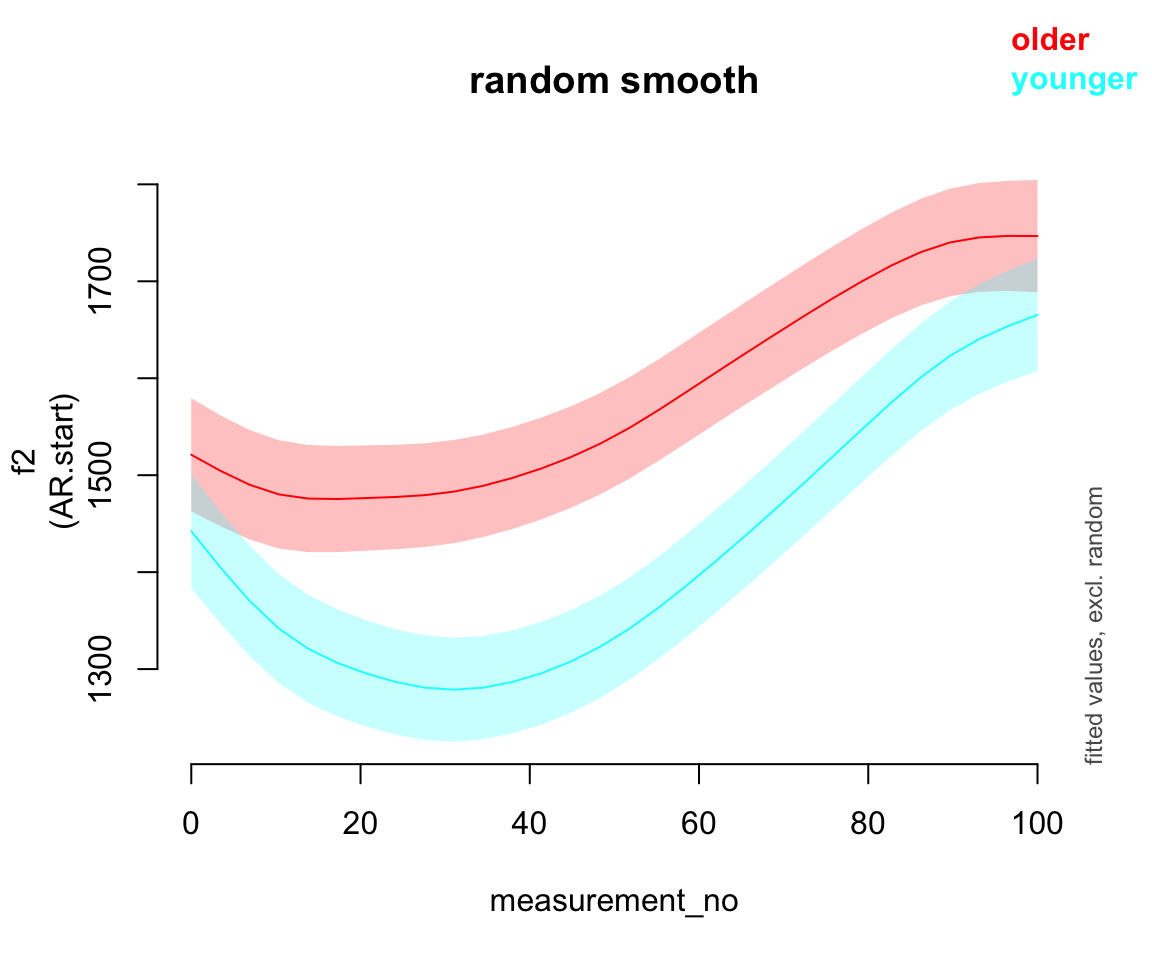 older
younger
random smooth
f2
(AR.start)
1700
1500
1300
0 20 40 60 80 100
measurement_no
fitted values, excl. random